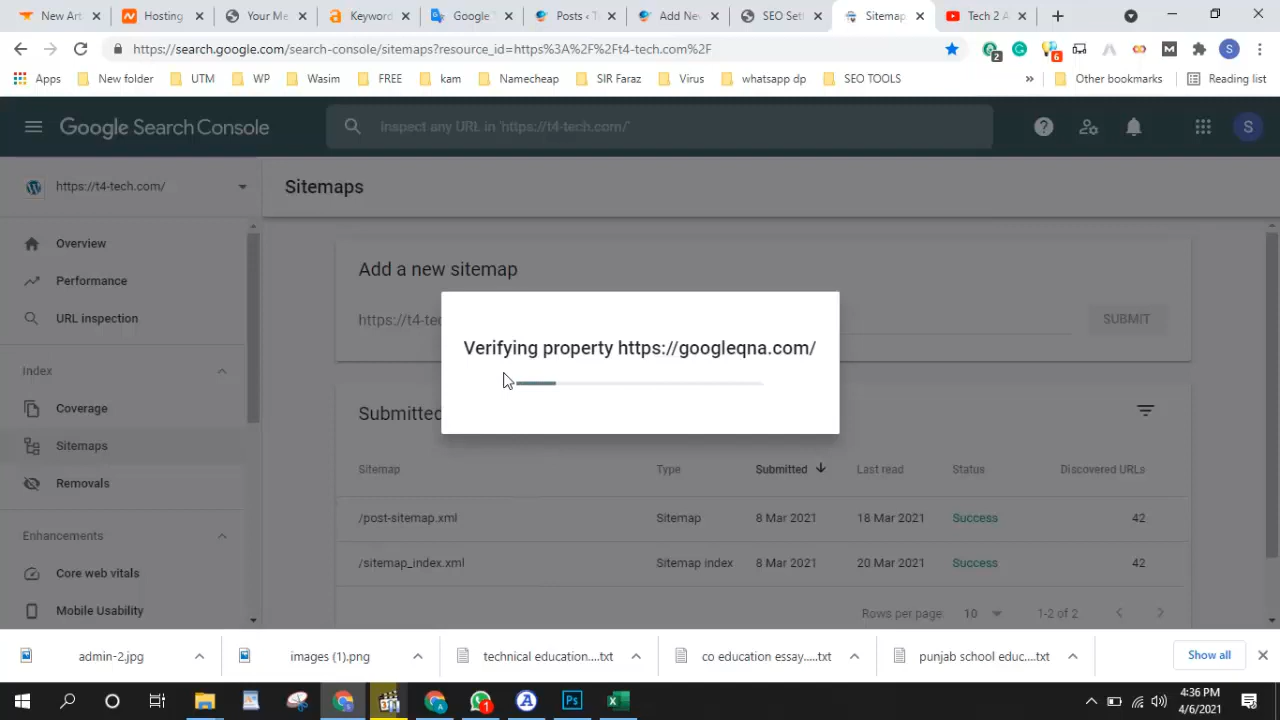 New Art
Hosting
Your Me
Keyword
Google
Posts ‹
Add Nev
SEO Sett
Sitemap
Tech 2 A
https://search.google.com/search-console/sitemaps?resource_id=https%3A%2F%2Ft4-tech.com%2F
2
6
M
S
Apps
New folder
UTM
WP
Wasim
FREE
kam
Namecheap
SIR Faraz
Virus
whatsapp dp
SEO TOOLS
»
Other bookmarks
Reading list
Google Search Console
Inspect any URL in 'https://t4-tech.com/'
S
https://t4-tech.com/
Sitemaps
Overview
Performance
URL inspection
Index
Coverage
Sitemaps
Removals
Enhancements
Core web vitals
Mobile Usability
Add a new sitemap
https://t4-tec
SUBMIT
Verifying property https://googleqna.com/
Submitted
Sitemap Type Submitted Last read Status Discovered URLs
/post-sitemap.xml Sitemap 8 Mar 2021 18 Mar 2021 Success 42
/sitemap_index.xml Sitemap index 8 Mar 2021 20 Mar 2021 Success 42
Rows per page: 10 1-2 of 2
admin-2.jpg
images (1).png
technical education....txt
co education essay....txt
punjab school educ....txt
Show all
1
Ps
4:36 PM
4/6/2021